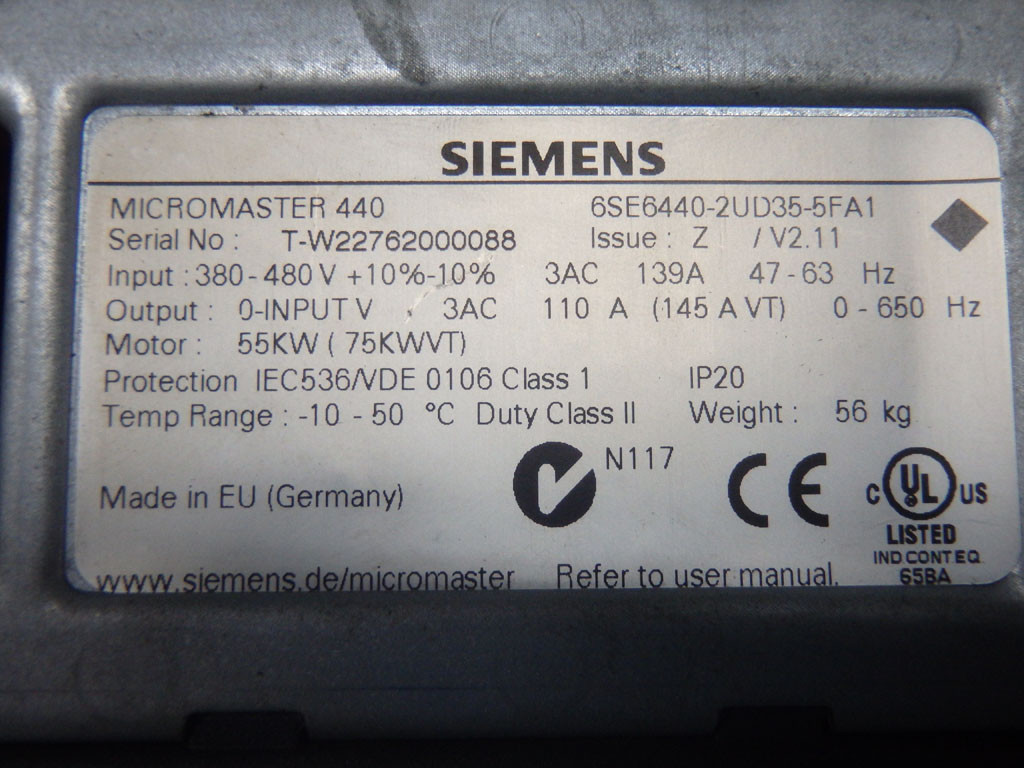 SIEMENS
MICROMASTER 440 6SE6440-2UD35-5FA1
Serial No : T-W22762000088 Issue : Z / V2.11
Input : 380 - 480 V +10%-10% 3AC 139A 47 - 63 Hz
Output : 0-INPUT V 3AC 110 A (145 A VT) 0 - 650 Hz
Motor : 55KW ( 75KWVT)
Protection IEC536/VDE 0106 Class 1 IP20
Temp Range : -10 - 50 °C Duty Class II Weight : 56 kg
N117
Made in EU (Germany) CE C UL US
LISTED
IND.CONT.EQ.
65BA
www.siemens.de/micromaster Refer to user manual.